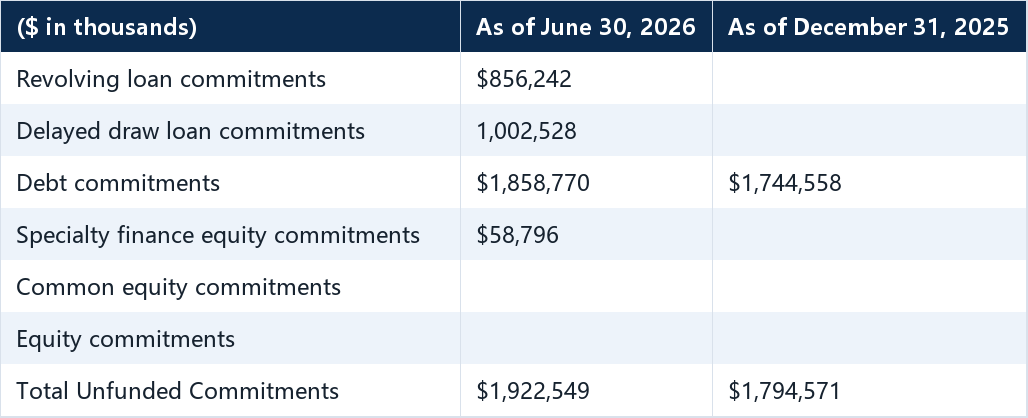 ($ in thousands) As of June 30, 2026 As of December 31, 2025
Revolving loan commitments $856,242
Delayed draw loan commitments 1,002,528
Debt commitments $1,858,770 $1,744,558
Specialty finance equity commitments $58,796
Common equity commitments
Equity commitments
Total Unfunded Commitments $1,922,549 $1,794,571